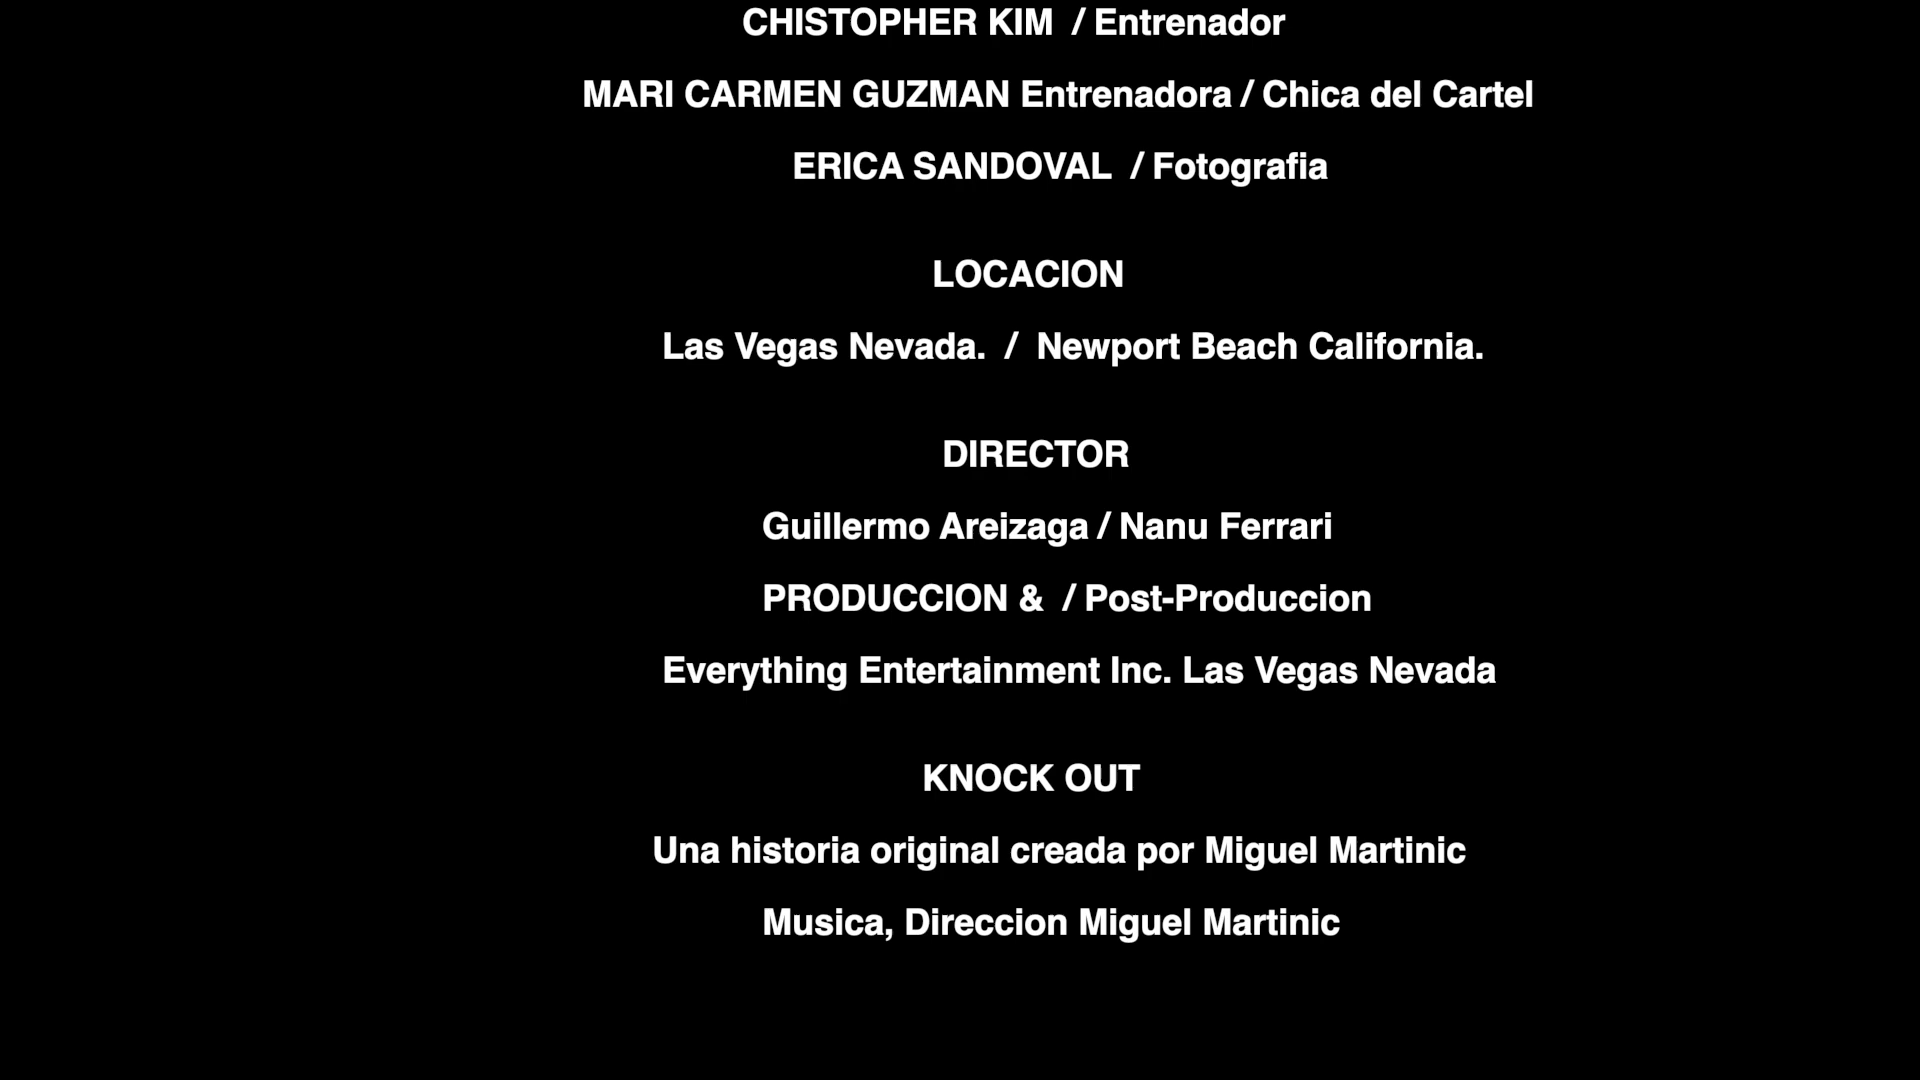 CHISTOPHER KIM / Entrenador
MARI CARMEN GUZMAN Entrenadora / Chica del Cartel
ERICA SANDOVAL / Fotografia
LOCACION
Las Vegas Nevada. / Newport Beach California.
DIRECTOR
Guillermo Areizaga / Nanu Ferrari
PRODUCCION & / Post-Produccion
Everything Entertainment Inc. Las Vegas Nevada
KNOCK OUT
Una historia original creada por Miguel Martinic
Musica, Direccion Miguel Martinic